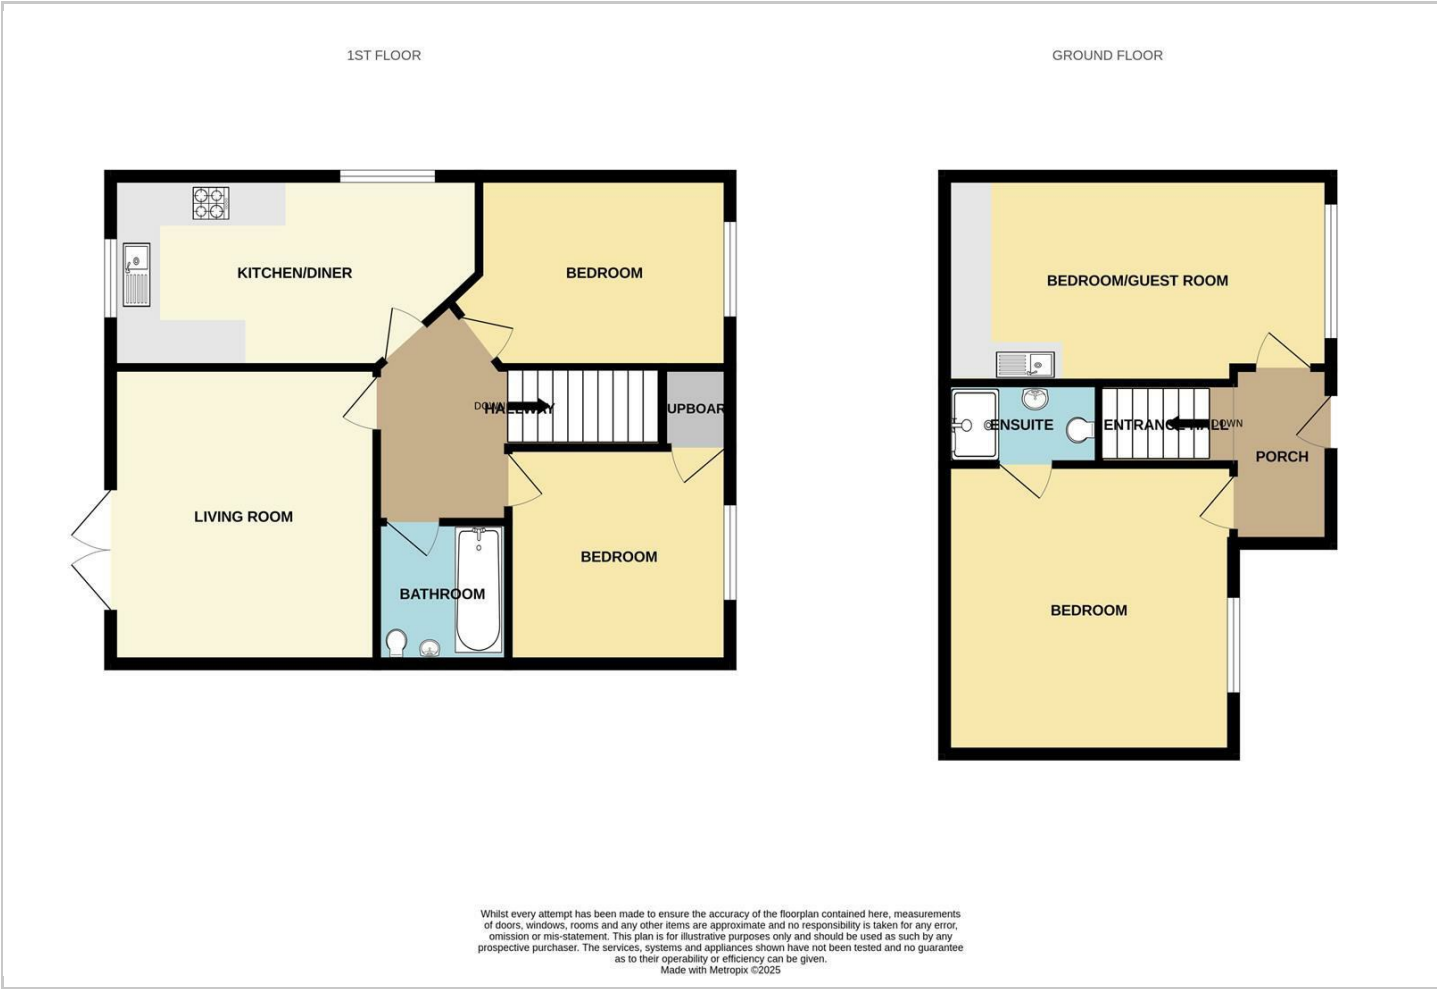 1ST FLOOR
GROUND FLOOR
KITCHEN/DINER
BEDROOM
DOWN
HALLWAY
UPBOAR
LIVING ROOM
BEDROOM
BATHROOM
BEDROOM/GUEST ROOM
ENSUITE
ENTRANCE HALL
DOWN
PORCH
BEDROOM
Whilst every attempt has been made to ensure the accuracy of the floorplan contained here, measurements
of doors, windows, rooms and any other items are approximate and no responsibility is taken for any error,
omission or mis-statement. This plan is for illustrative purposes only and should be used as such by any
prospective purchaser. The services, systems and appliances shown have not been tested and no guarantee
as to their operability or efficiency can be given.
Made with Metropix ©2025